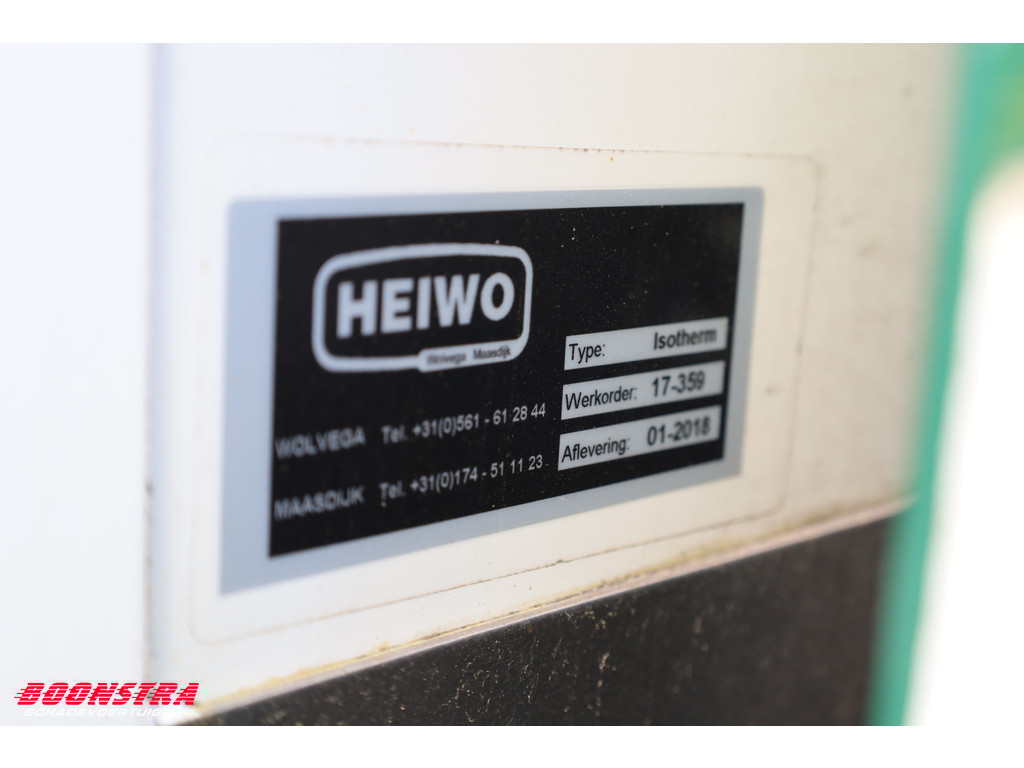 HEIWO
Wolvega Maasdijk
Type: Isotherm
Werkorder: 17-359
Aflevering: 01-2018
WOLVEGA Tel. +31(0)561 - 61 28 44
MAASDIJK Tel. +31(0)174 - 51 11 23
BOONSTRA
SCHADEVOERTUIG